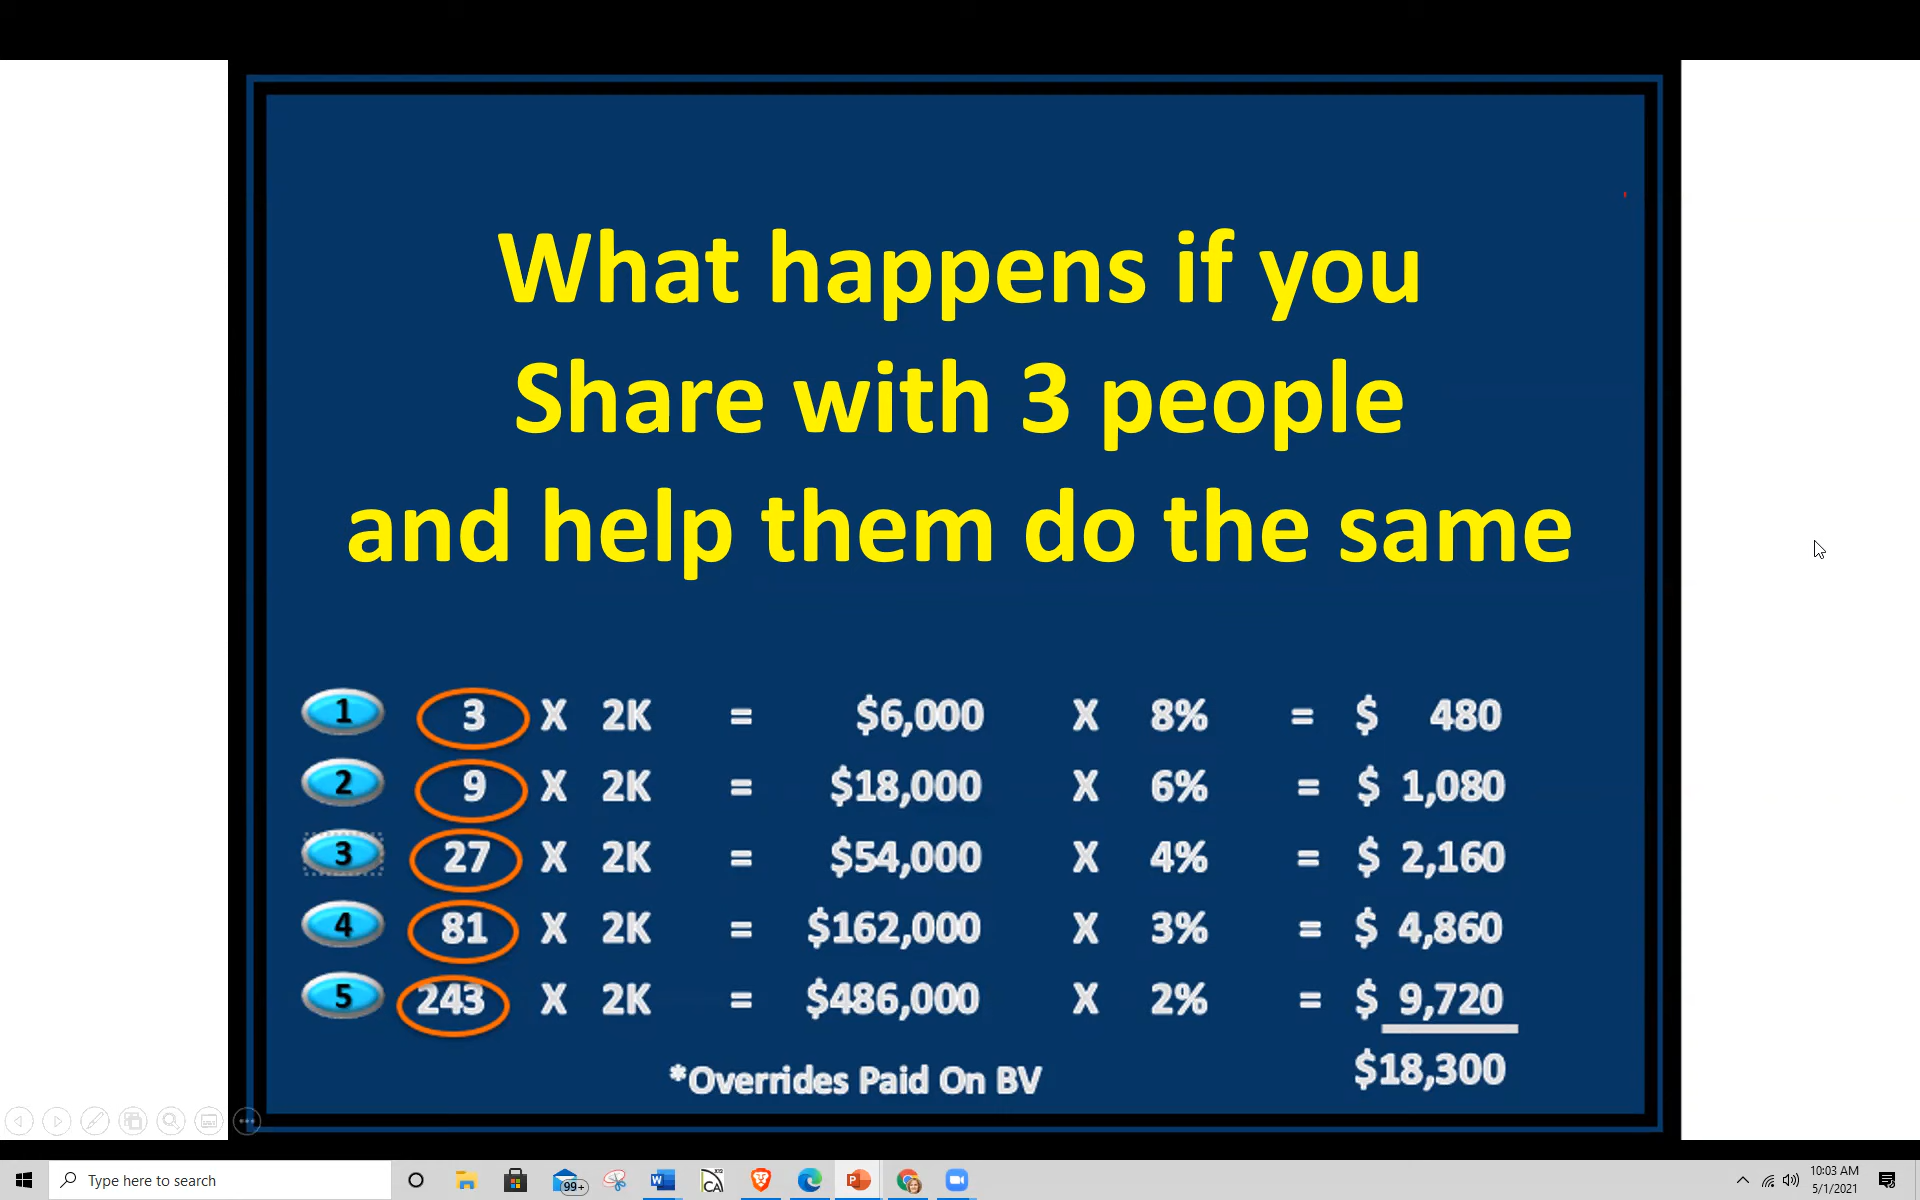 What happens if you
Share with 3 people
and help them do the same
1 3 X 2K = $6,000 X 8% = $ 480
2 9 X 2K = $18,000 X 6% = $ 1,080
3 27 X 2K = $54,000 X 4% = $ 2,160
4 81 X 2K = $162,000 X 3% = $ 4,860
5 243 X 2K = $486,000 X 2% = $ 9,720
$18,300
*Overrides Paid On BV
Type here to search
99+
W
CA
P
10:03 AM
5/1/2021